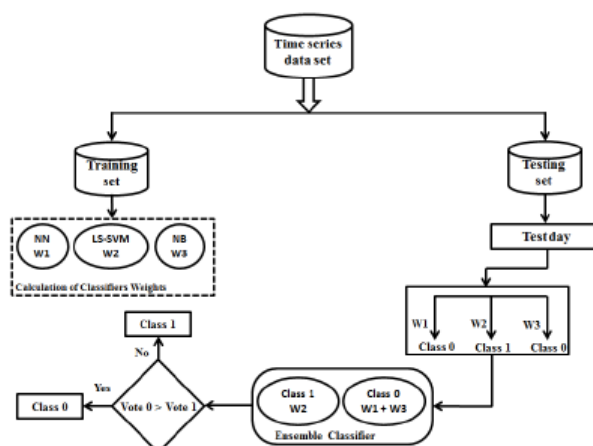 Time series
data set
Training
set
Testing
set
NN
W1
LS-SVM
W2
NB
W3
Calculation of Classifiers Weights
Test day
W1
W2
W3
Class 0
Class 1
Class 0
Class 1
No
Yes
Class 0
Vote 0 > Vote 1
Class 1
W2
Class 0
W1 + W3
Ensemble Classifier